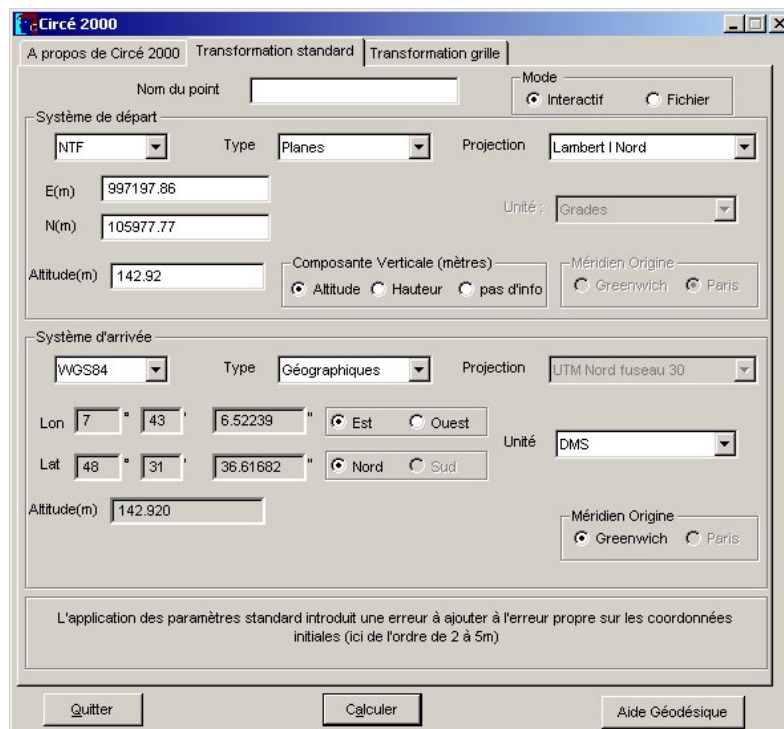 Circé 2000
A propos de Circé 2000 Transformation standard Transformation grille
Nom du point
Mode
Interactif Fichier
Système de départ
NTF Type Planes Projection Lambert I Nord
E(m) 997197.86
Unité : Grades
N(m) 105977.77
Altitude(m) 142.92
Composante Verticale (mètres)
Altitude Hauteur pas d'info
Méridien Origine
Greenwich Paris
Système d'arrivée
WGS84 Type Géographiques Projection UTM Nord fuseau 30
Lon 7 ° 43 ' 6.52239 " Est Ouest
Unité DMS
Lat 48 ° 31 ' 36.61682 " Nord Sud
Altitude(m) 142.920
Méridien Origine
Greenwich Paris
L'application des paramètres standard introduit une erreur à ajouter à l'erreur propre sur les coordonnées
initiales (ici de l'ordre de 2 à 5m)
Quitter Calculer Aide Géodésique